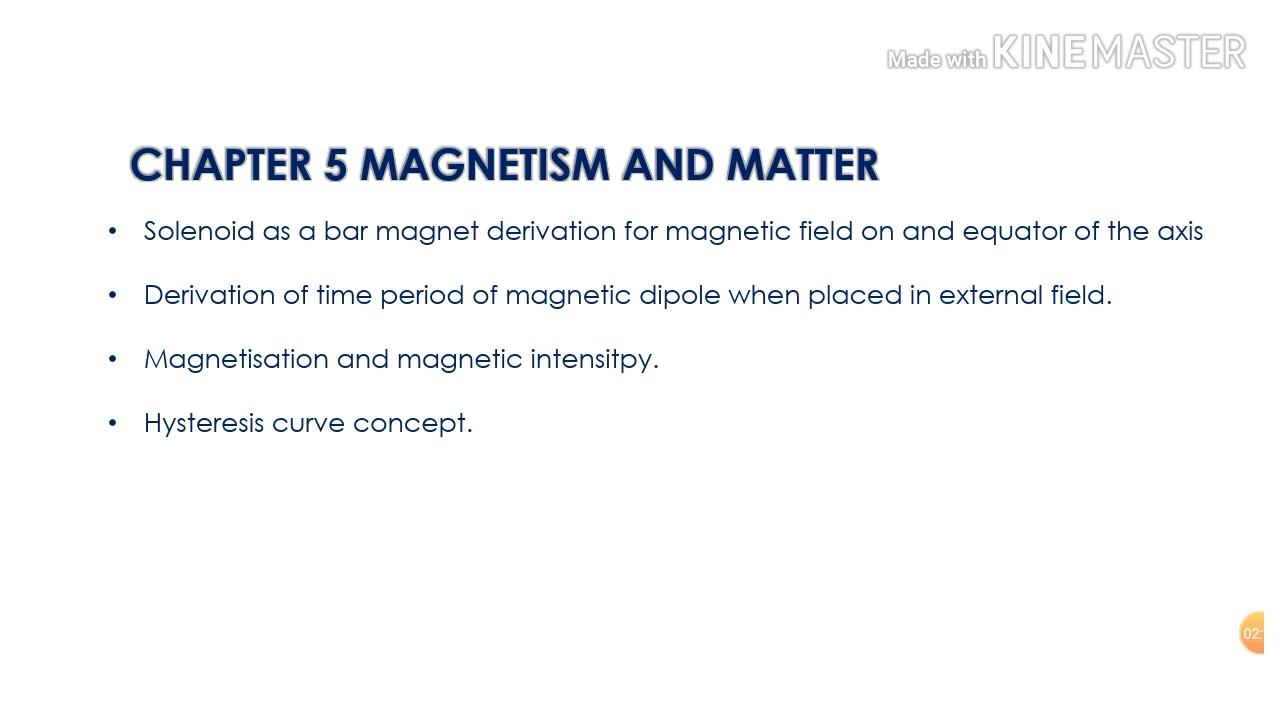 Made with KINEMASTER
CHAPTER 5 MAGNETISM AND MATTER
• Solenoid as a bar magnet derivation for magnetic field on and equator of the axis
• Derivation of time period of magnetic dipole when placed in external field.
• Magnetisation and magnetic intensitpy.
• Hysteresis curve concept.
02: